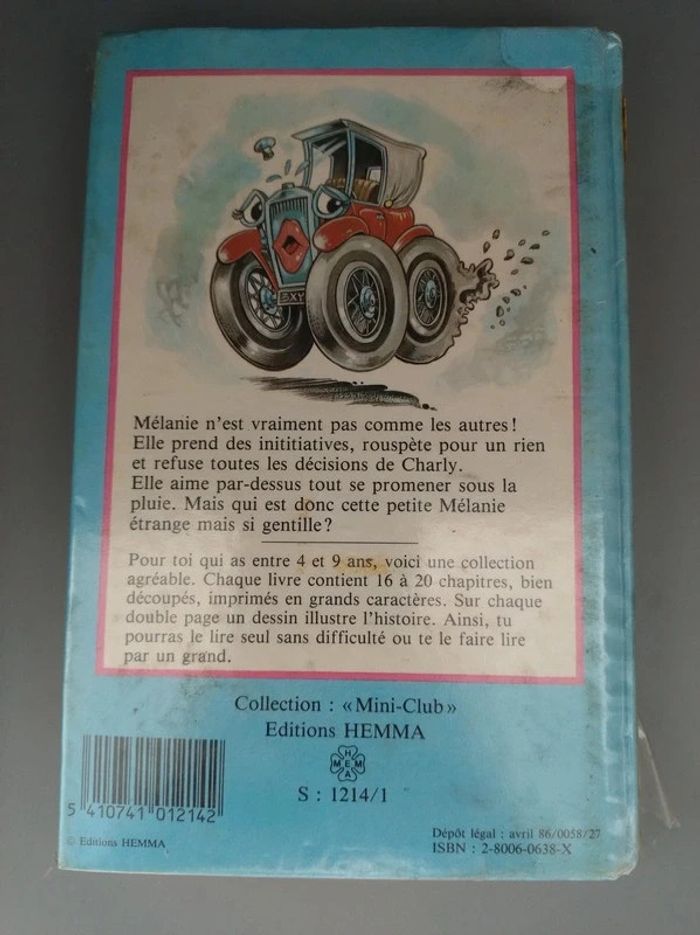 3XY
Mélanie n'est vraiment pas comme les autres !
Elle prend des inititiatives, rouspète pour un rien
et refuse toutes les décisions de Charly.
Elle aime par-dessus tout se promener sous la
pluie. Mais qui est donc cette petite Mélanie
étrange mais si gentille ?
Pour toi qui as entre 4 et 9 ans, voici une collection
agréable. Chaque livre contient 16 à 20 chapitres, bien
découpés, imprimés en grands caractères. Sur chaque
double page un dessin illustre l'histoire. Ainsi, tu
pourras le lire seul sans difficulté ou te le faire lire
par un grand.
Collection : «Mini-Club»
Editions HEMMA
HEMMA
S : 1214/1
5 410741 012142
© Editions HEMMA
Dépôt légal : avril 86/0058/27
ISBN : 2-8006-0638-X